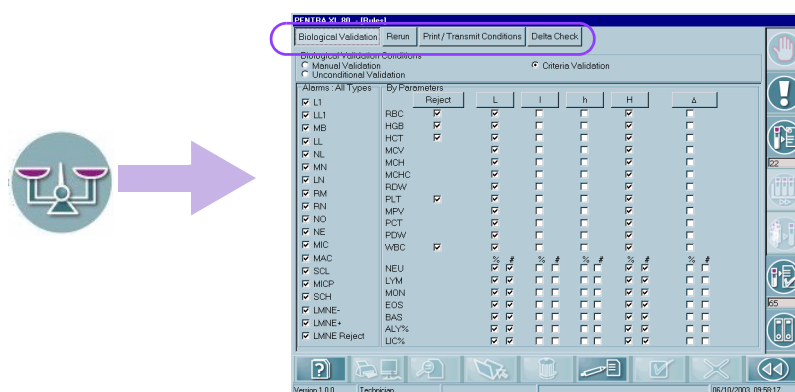 PENTRA XL 80 - [Rules]
Biological Validation Rerun Print / Transmit Conditions Delta Check
Biological Validation Conditions
Manual Validation Criteria Validation
Unconditional Validation
Alarms : All Types By Parameters
Reject L l h H Δ
L1
LL1
MB
LL
NL
MN
LN
RM
RN
NO
NE
MIC
MAC
SCL
MICP
SCH
LMNE-
LMNE+
LMNE Reject
RBC
HGB
HCT
MCV
MCH
MCHC
RDW
PLT
MPV
PCT
PDW
WBC
% # % # % # % # % #
NEU
LYM
MON
EOS
BAS
ALY%
LIC%
22
65
Version 1.0.0 Technician 06/10/2003 09:58:17